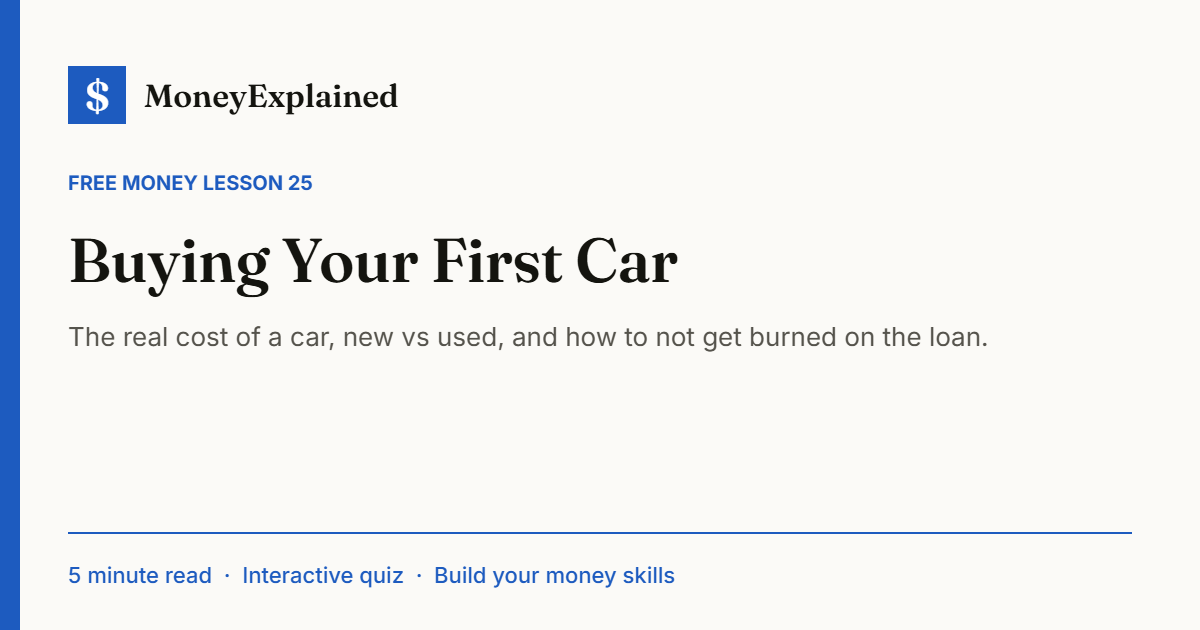 $ MoneyExplained
FREE MONEY LESSON 25
Buying Your First Car
The real cost of a car, new vs used, and how to not get burned on the loan.
5 minute read · Interactive quiz · Build your money skills